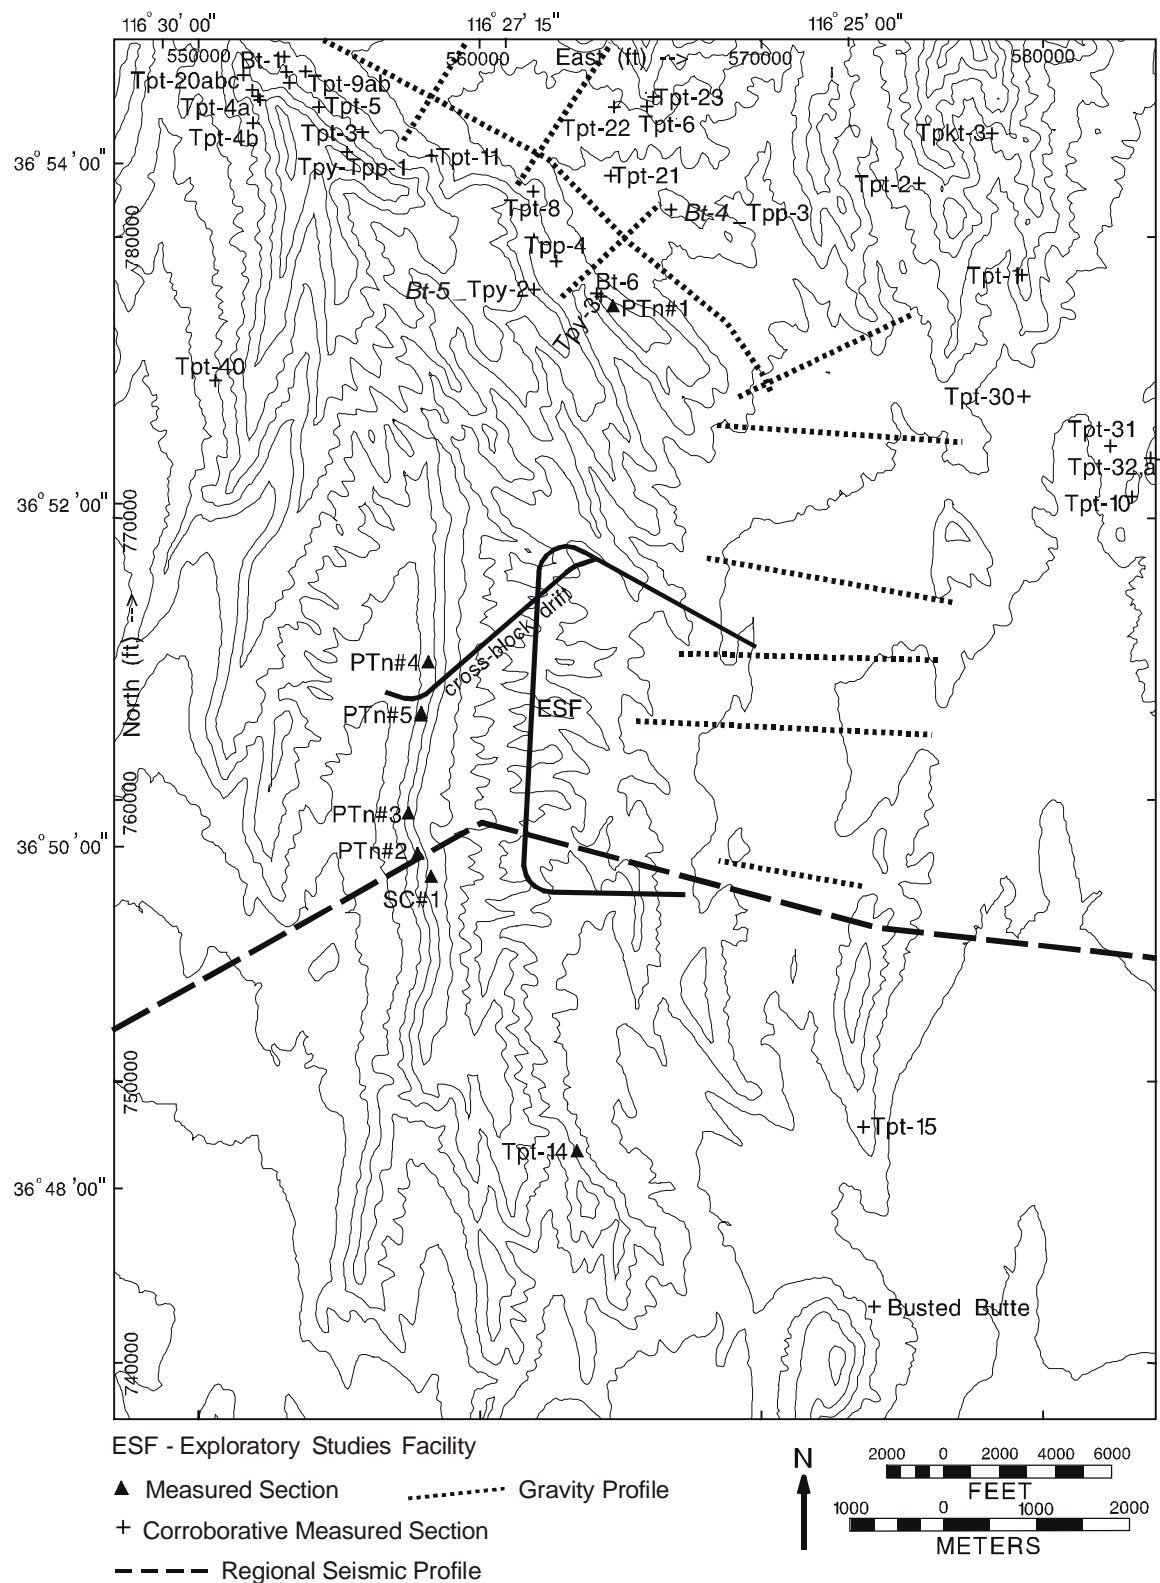 116° 30' 00"
116° 27' 15"
116° 25' 00"
550000
560000
East (ft) -->
570000
580000
Bt-1
Tpt-20abc
Tpt-9ab
Tpt-23
Tpt-4a
Tpt-5
Tpt-22
Tpt-6
Tpt-4b
Tpt-3
Tpkt-3
36° 54' 00"
Tpy-Tpp-1
Tpt-11
Tpt-21
Tpt-2
Tpt-8
Bt-4_Tpp-3
780000
Tpp-4
Tpt-1
Bt-5_Tpy-2
Bt-6
Tpy-3
PTn#1
Tpt-40
Tpt-30
Tpt-31
Tpt-32,a
Tpt-10
36° 52' 00"
770000
North (ft) -->
cross-block drift
PTn#4
PTn#5
ESF
760000
PTn#3
36° 50' 00"
PTn#2
SC#1
750000
Tpt-15
Tpt-14
36° 48' 00"
Busted Butte
740000
ESF - Exploratory Studies Facility
Measured Section
Gravity Profile
Corroborative Measured Section
Regional Seismic Profile
N
2000 0 2000 4000 6000
FEET
1000 0 1000 2000
METERS